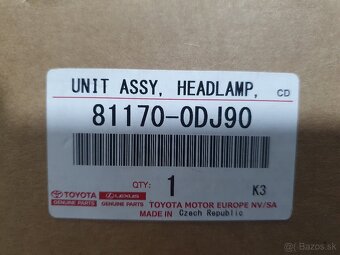 UNIT ASSY, HEADLAMP, CD
81170-0DJ90
QTY: 1 K3
TOYOTA LEXUS
GENUINE PARTS GENUINE PARTS TOYOTA MOTOR EUROPE NV/SA
MADE IN Czech Republic
bazos.sk